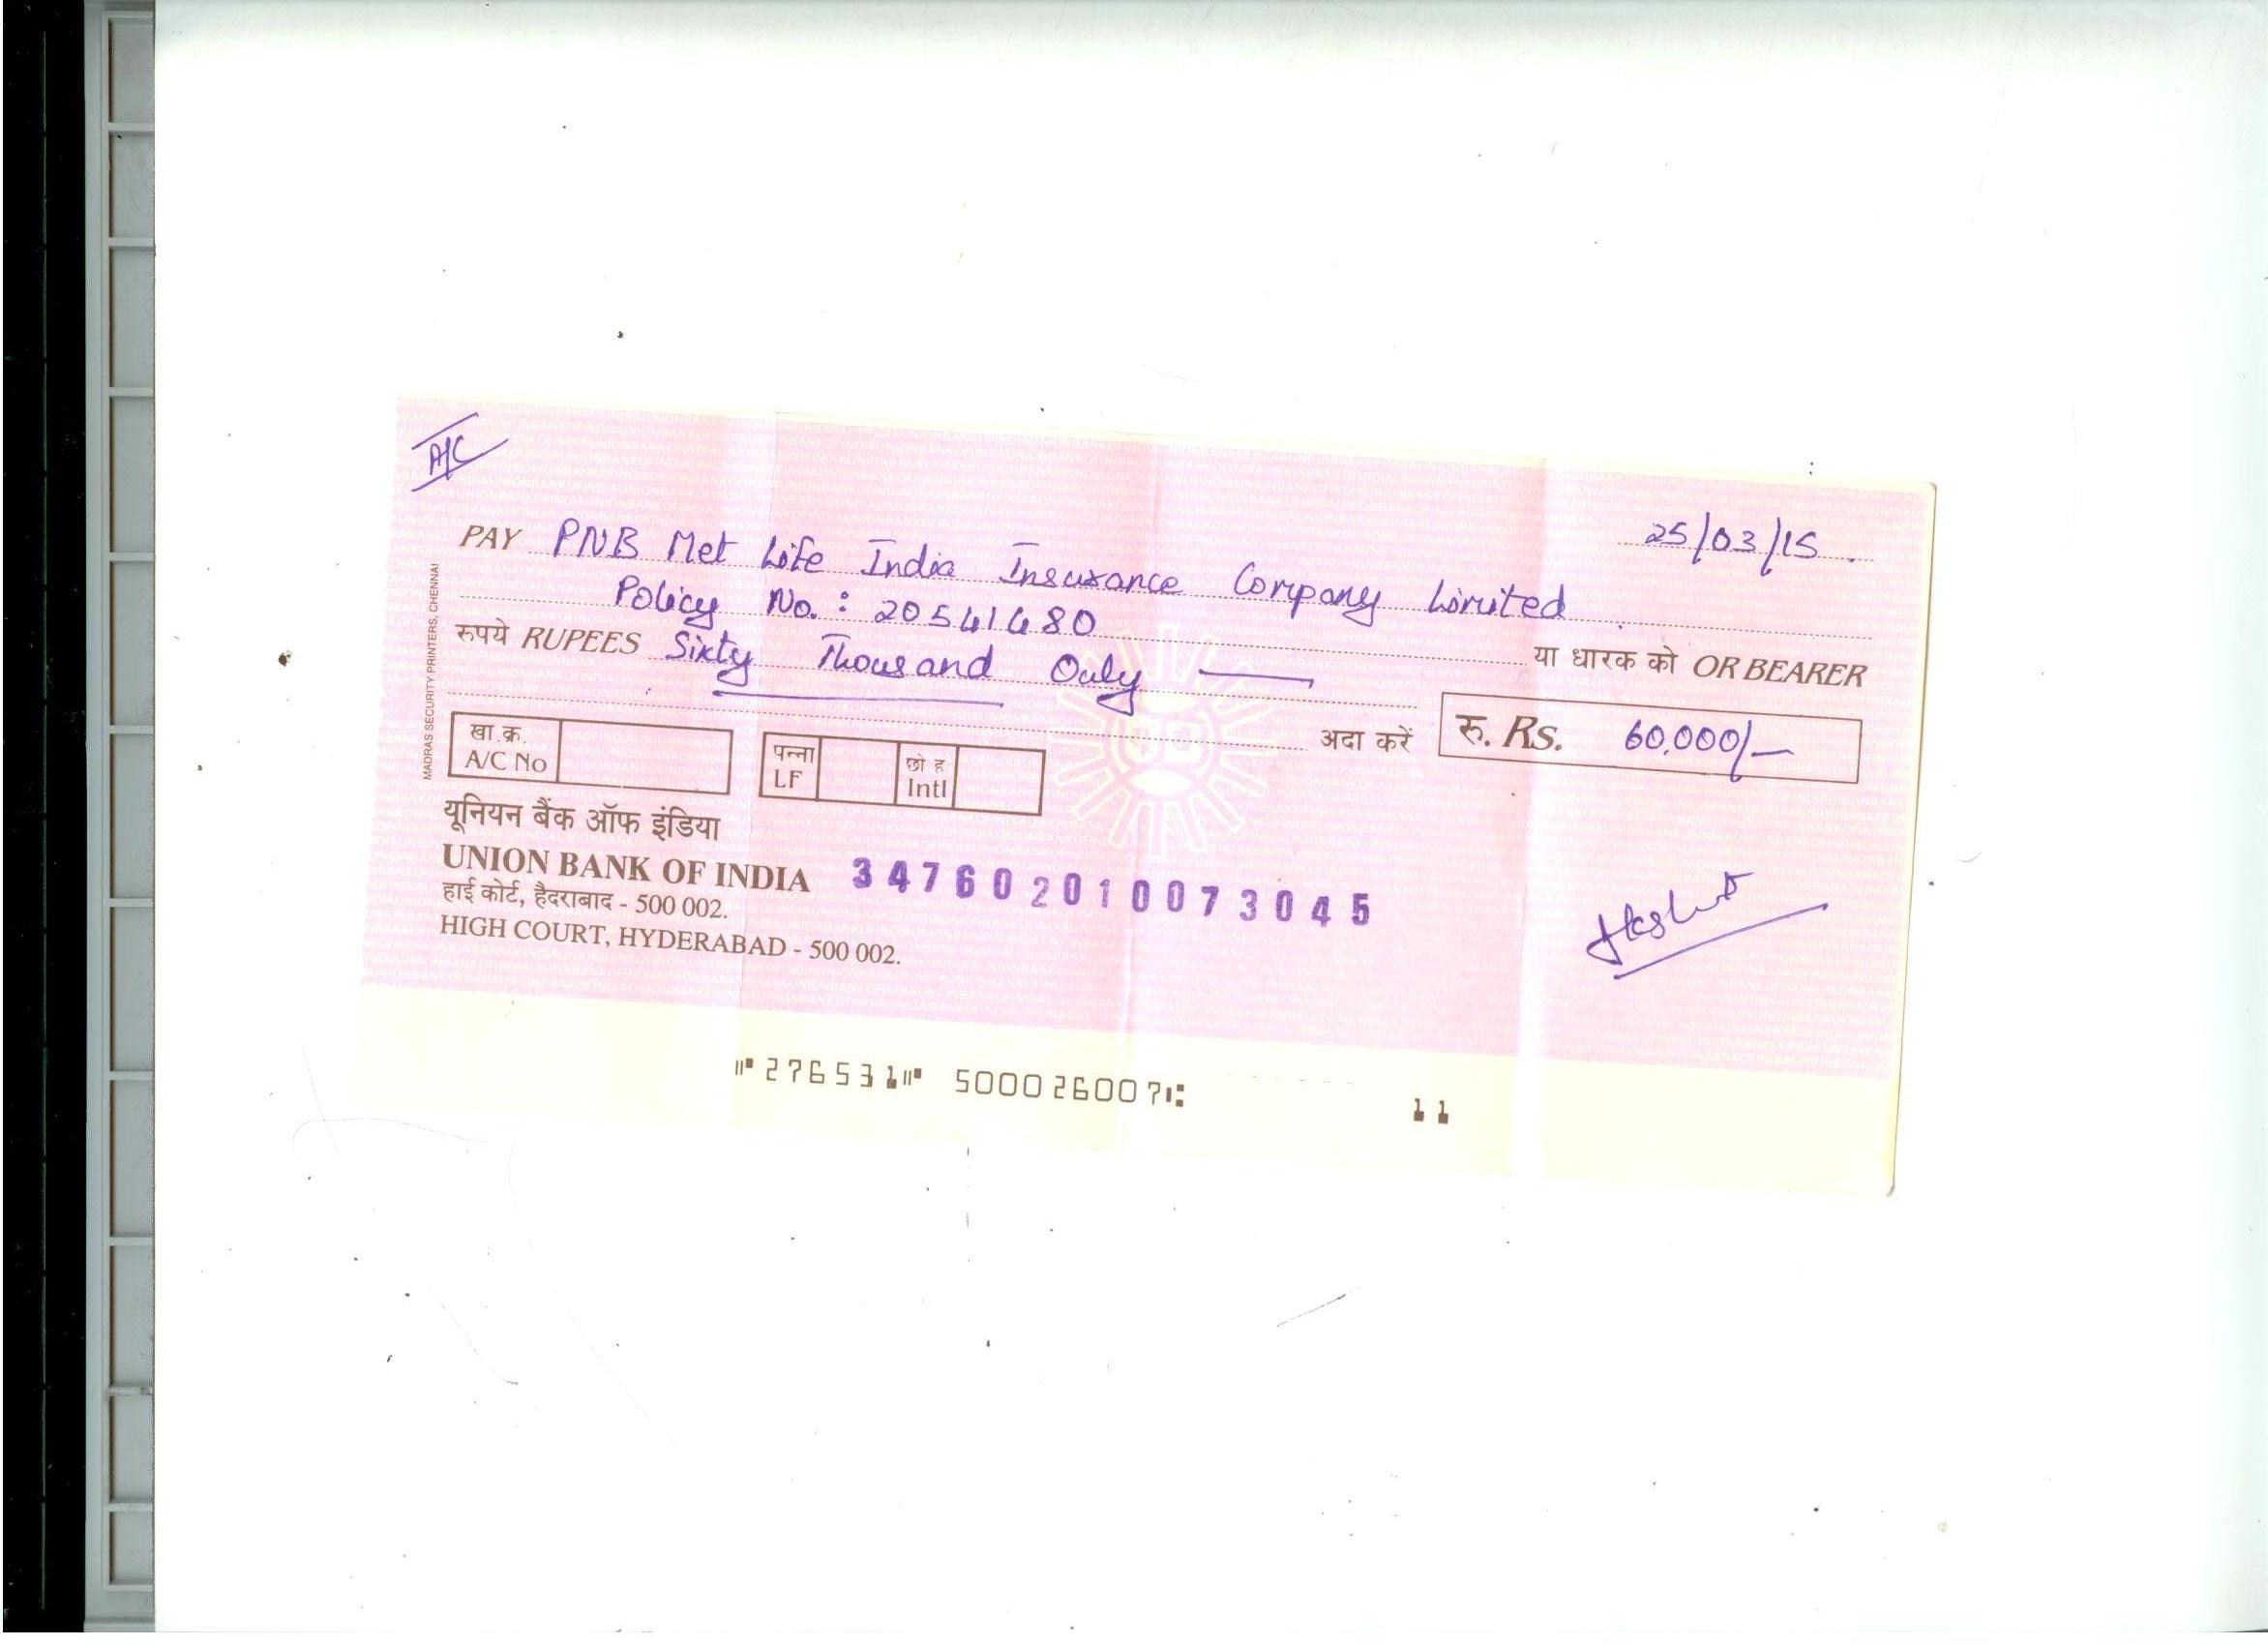 A/C
25/03/15
PAY PNB Met Life India Insurance Company Limited
Policy No.: 20541480
या धारक को OR BEARER
रुपये RUPEES Sixty Thousand Only
अदा करें रु. Rs. 60,000/-
खा.क्र. A/C No
पन्ना LF
छो ह Intl
यूनियन बैंक ऑफ इंडिया
UNION BANK OF INDIA 347602010073045
हाई कोर्ट, हैदराबाद - 500 002.
HIGH COURT, HYDERABAD - 500 002.
MADRAS SECURITY PRINTERS, CHENNAI
⑈276531⑈ 500026007⑆ 11